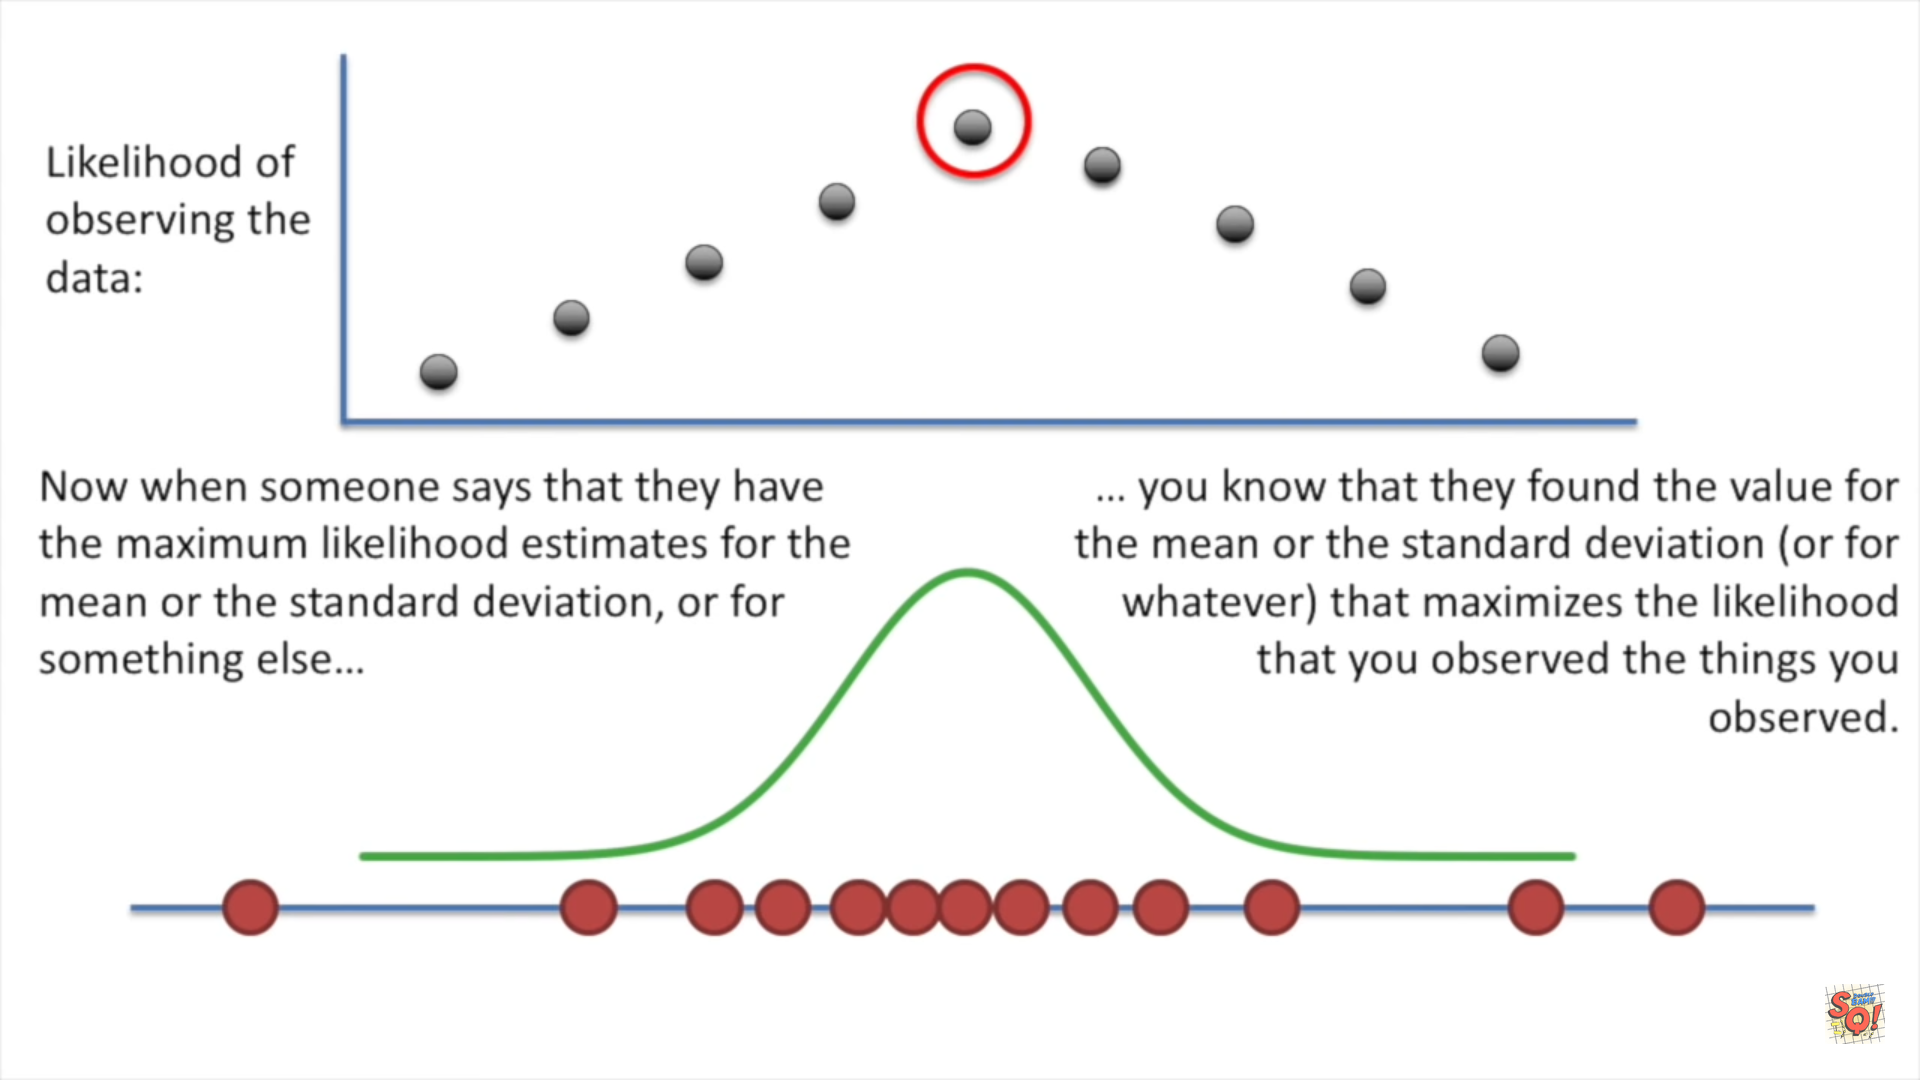 Likelihood of
observing the
data:
Now when someone says that they have
the maximum likelihood estimates for the
mean or the standard deviation, or for
something else...
... you know that they found the value for
the mean or the standard deviation (or for
whatever) that maximizes the likelihood
that you observed the things you
observed.
SQ!